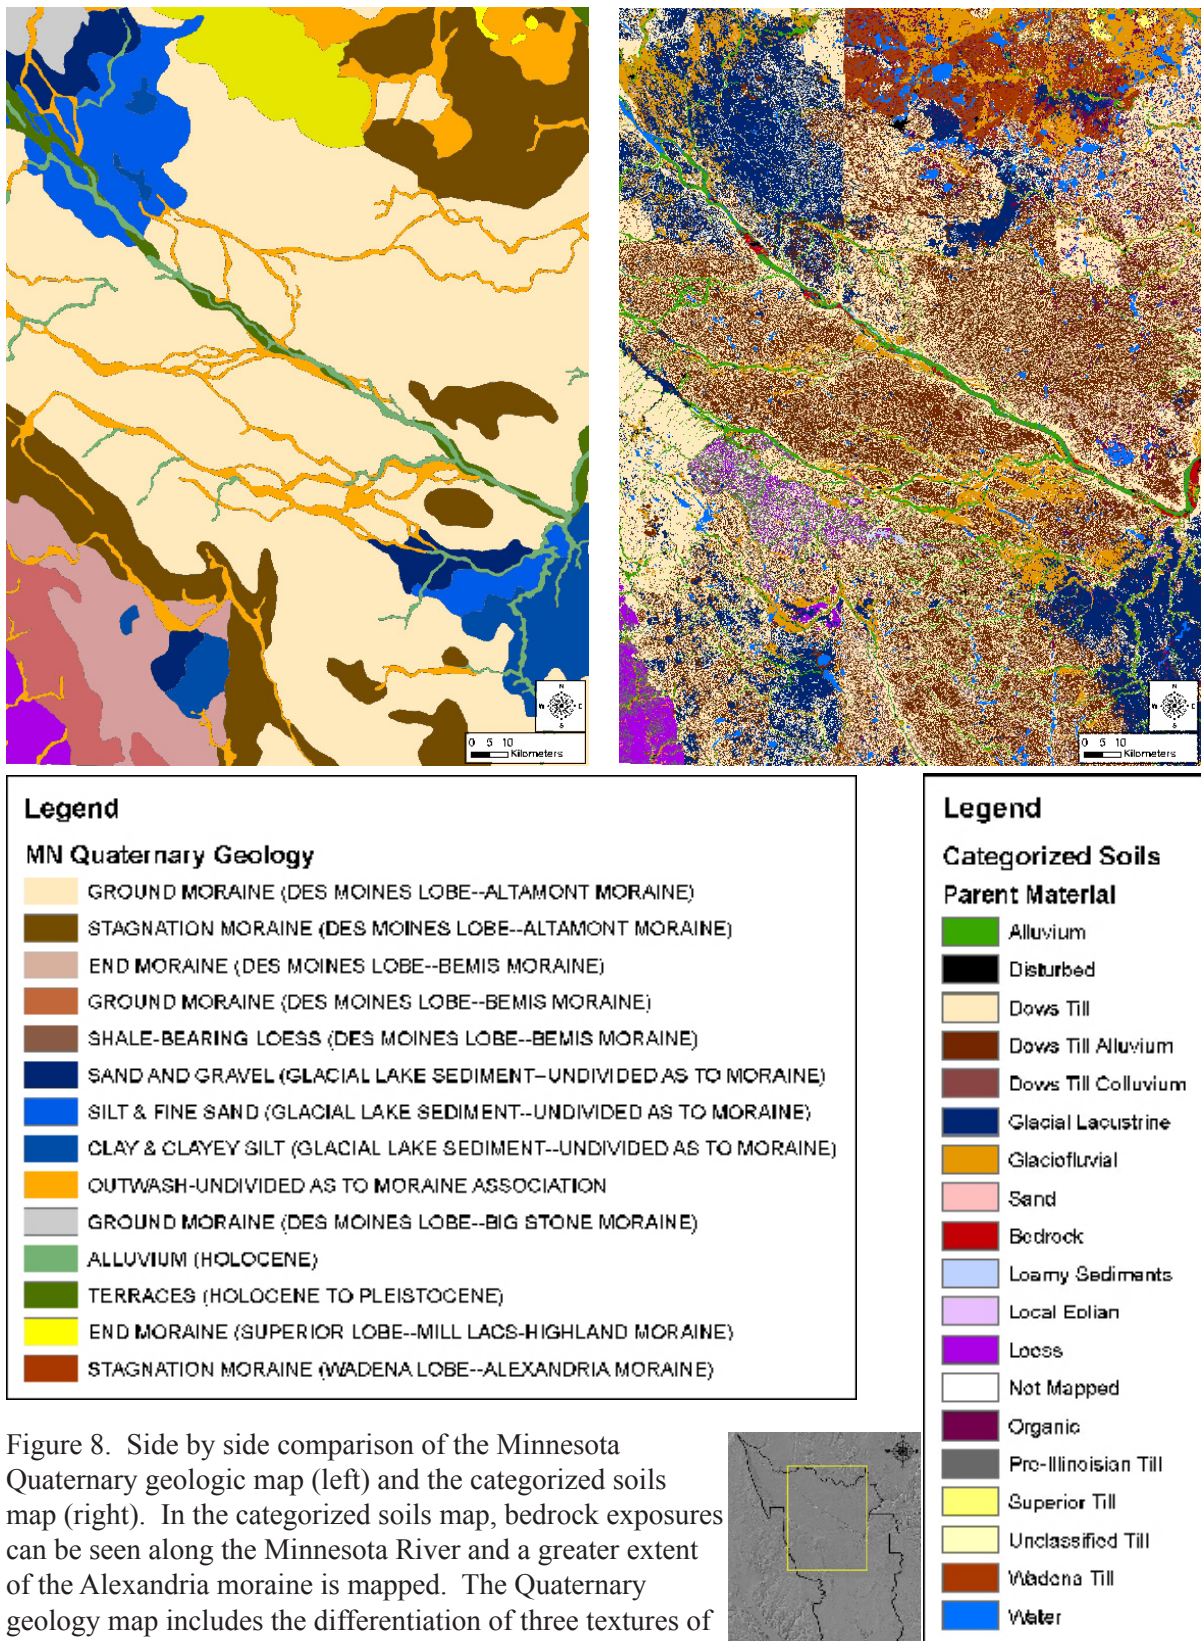 N
W E
S
0 5 10
Kilometers
N
W E
S
0 5 10
Kilometers
Legend
MN Quaternary Geology
GROUND MORAINE (DES MOINES LOBE--ALTAMONT MORAINE)
STAGNATION MORAINE (DES MOINES LOBE--ALTAMONT MORAINE)
END MORAINE (DES MOINES LOBE--BEMIS MORAINE)
GROUND MORAINE (DES MOINES LOBE--BEMIS MORAINE)
SHALE-BEARING LOESS (DES MOINES LOBE--BEMIS MORAINE)
SAND AND GRAVEL (GLACIAL LAKE SEDIMENT--UNDIVIDED AS TO MORAINE)
SILT & FINE SAND (GLACIAL LAKE SEDIMENT--UNDIVIDED AS TO MORAINE)
CLAY & CLAYEY SILT (GLACIAL LAKE SEDIMENT--UNDIVIDED AS TO MORAINE)
OUTWASH-UNDIVIDED AS TO MORAINE ASSOCIATION
GROUND MORAINE (DES MOINES LOBE--BIG STONE MORAINE)
ALLUVIUM (HOLOCENE)
TERRACES (HOLOCENE TO PLEISTOCENE)
END MORAINE (SUPERIOR LOBE--MILL LACS-HIGHLAND MORAINE)
STAGNATION MORAINE (WADENA LOBE--ALEXANDRIA MORAINE)
Legend
Categorized Soils
Parent Material
Alluvium
Disturbed
Dows Till
Dows Till Alluvium
Dows Till Colluvium
Glacial Lacustrine
Glaciofluvial
Sand
Bedrock
Loamy Sediments
Local Eolian
Loess
Not Mapped
Organic
Pre-Illinoisian Till
Superior Till
Unclassified Till
Wadena Till
Water
Figure 8. Side by side comparison of the Minnesota
Quaternary geologic map (left) and the categorized soils
map (right). In the categorized soils map, bedrock exposures
can be seen along the Minnesota River and a greater extent
of the Alexandria moraine is mapped. The Quaternary
geology map includes the differentiation of three textures of